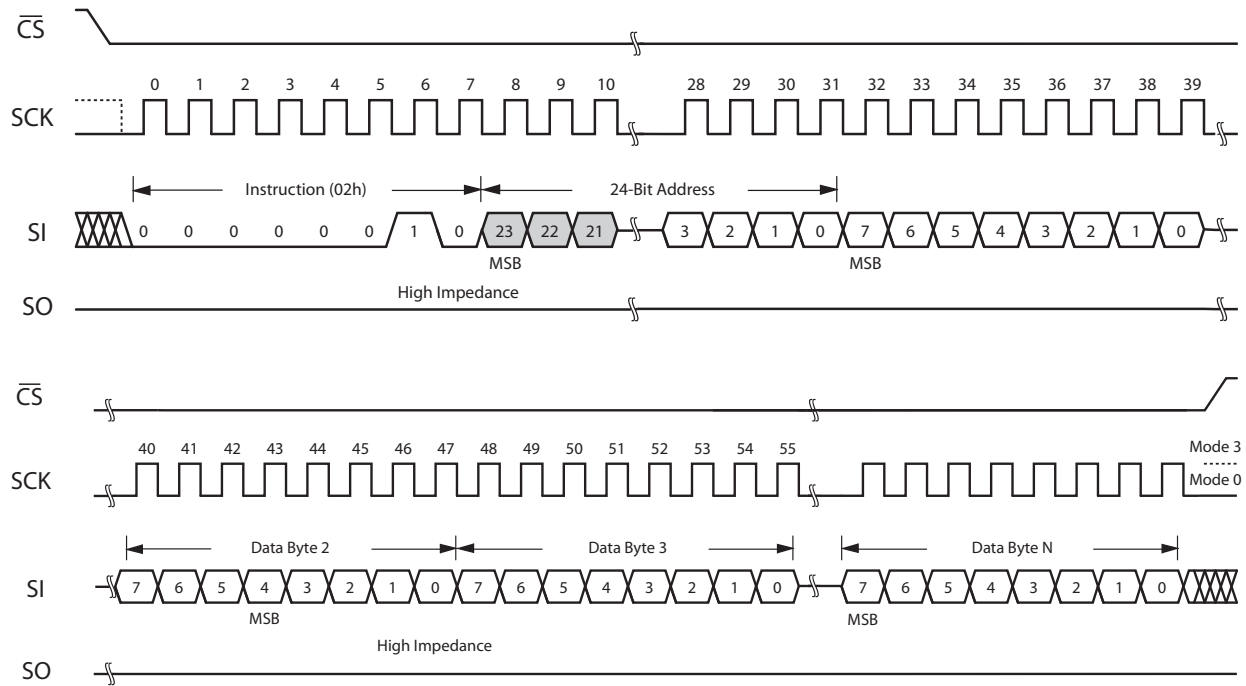 CS
0 1 2 3 4 5 6 7 8 9 10 28 29 30 31 32 33 34 35 36 37 38 39
SCK
Instruction (02h) 24-Bit Address
SI 0 0 0 0 0 0 1 0 23 22 21 3 2 1 0 7 6 5 4 3 2 1 0
MSB MSB
High Impedance
SO
CS
40 41 42 43 44 45 46 47 48 49 50 51 52 53 54 55 Mode 3
SCK Mode 0
Data Byte 2 Data Byte 3 Data Byte N
SI 7 6 5 4 3 2 1 0 7 6 5 4 3 2 1 0 7 6 5 4 3 2 1 0
MSB MSB
High Impedance
SO